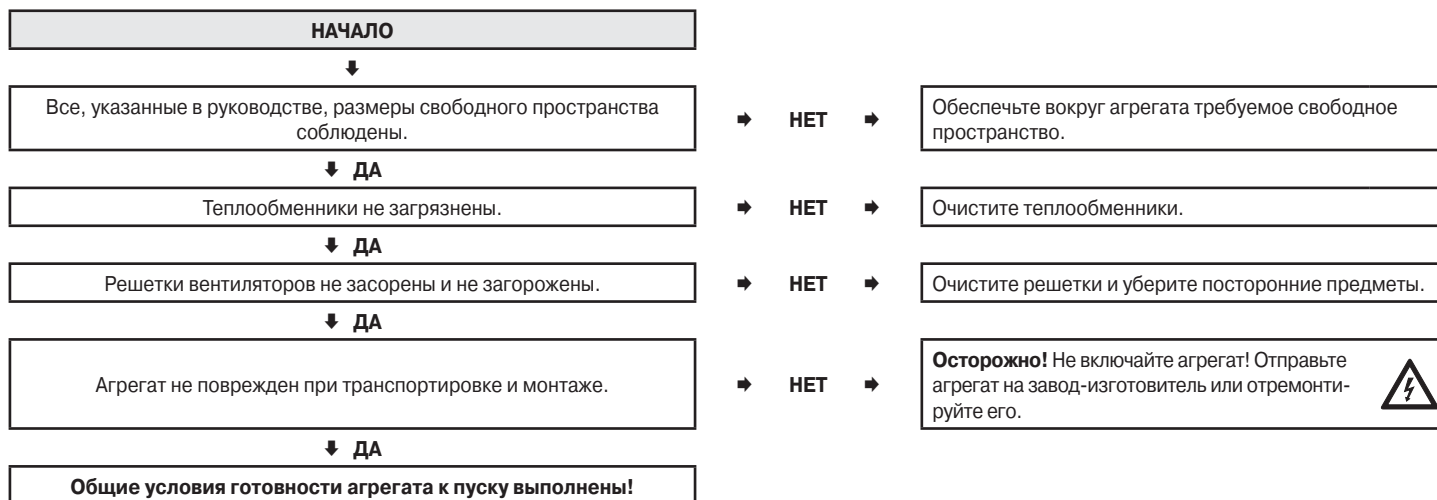 НАЧАЛО
Все, указанные в руководстве, размеры свободного пространства
соблюдены.
НЕТ
Обеспечьте вокруг агрегата требуемое свободное
пространство.
ДА
Теплообменники не загрязнены.
НЕТ
Очистите теплообменники.
ДА
Решетки вентиляторов не засорены и не загорожены.
НЕТ
Очистите решетки и уберите посторонние предметы.
ДА
Агрегат не поврежден при транспортировке и монтаже.
НЕТ
Осторожно! Не включайте агрегат! Отправьте
агрегат на завод-изготовитель или отремонти-
руйте его.
ДА
Общие условия готовности агрегата к пуску выполнены!